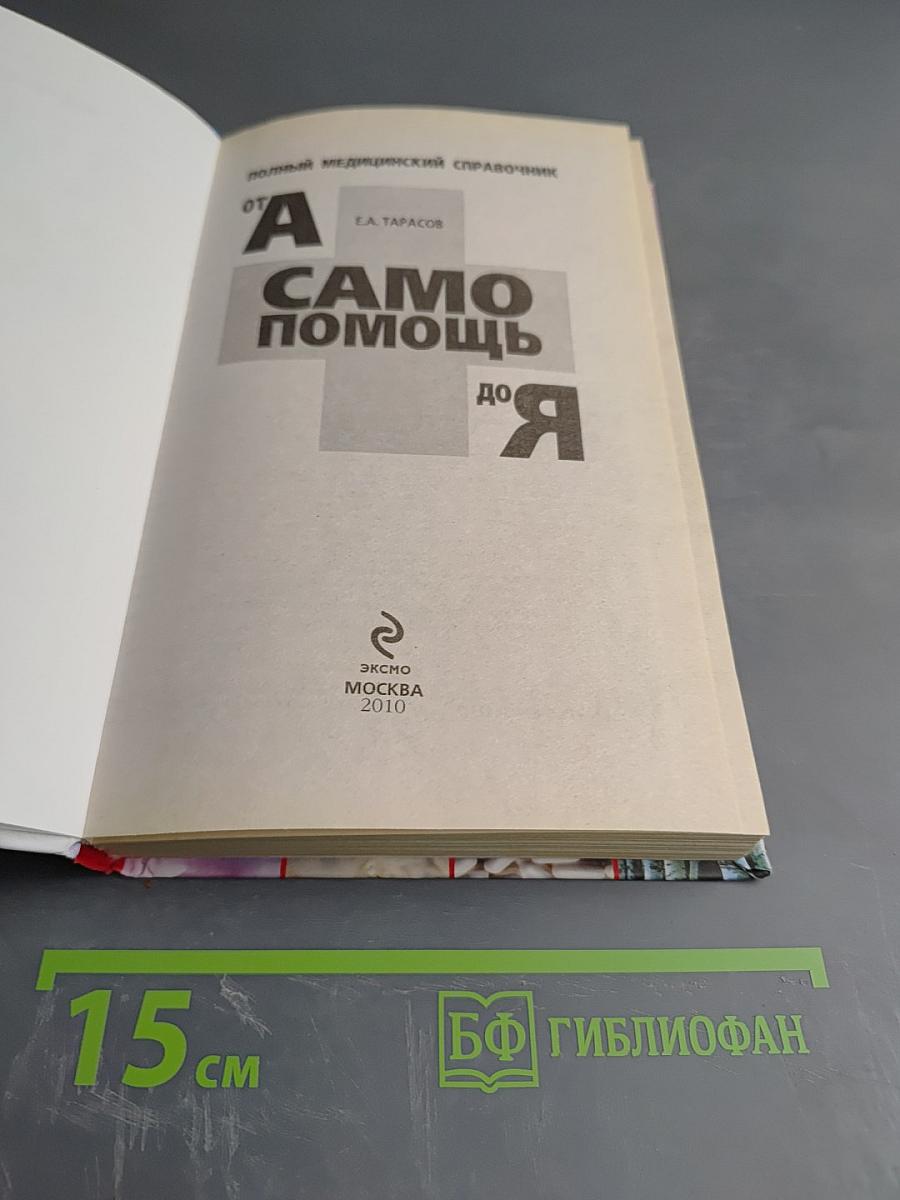 ПОЛНЫЙ МЕДИЦИНСКИЙ СПРАВОЧНИК
ОТ А
Е.А. ТАРАСОВ
САМО
ПОМОЩЬ
ДО Я
ЭКСМО
МОСКВА
2010
15 см
БФ ГИБЛИОФАН